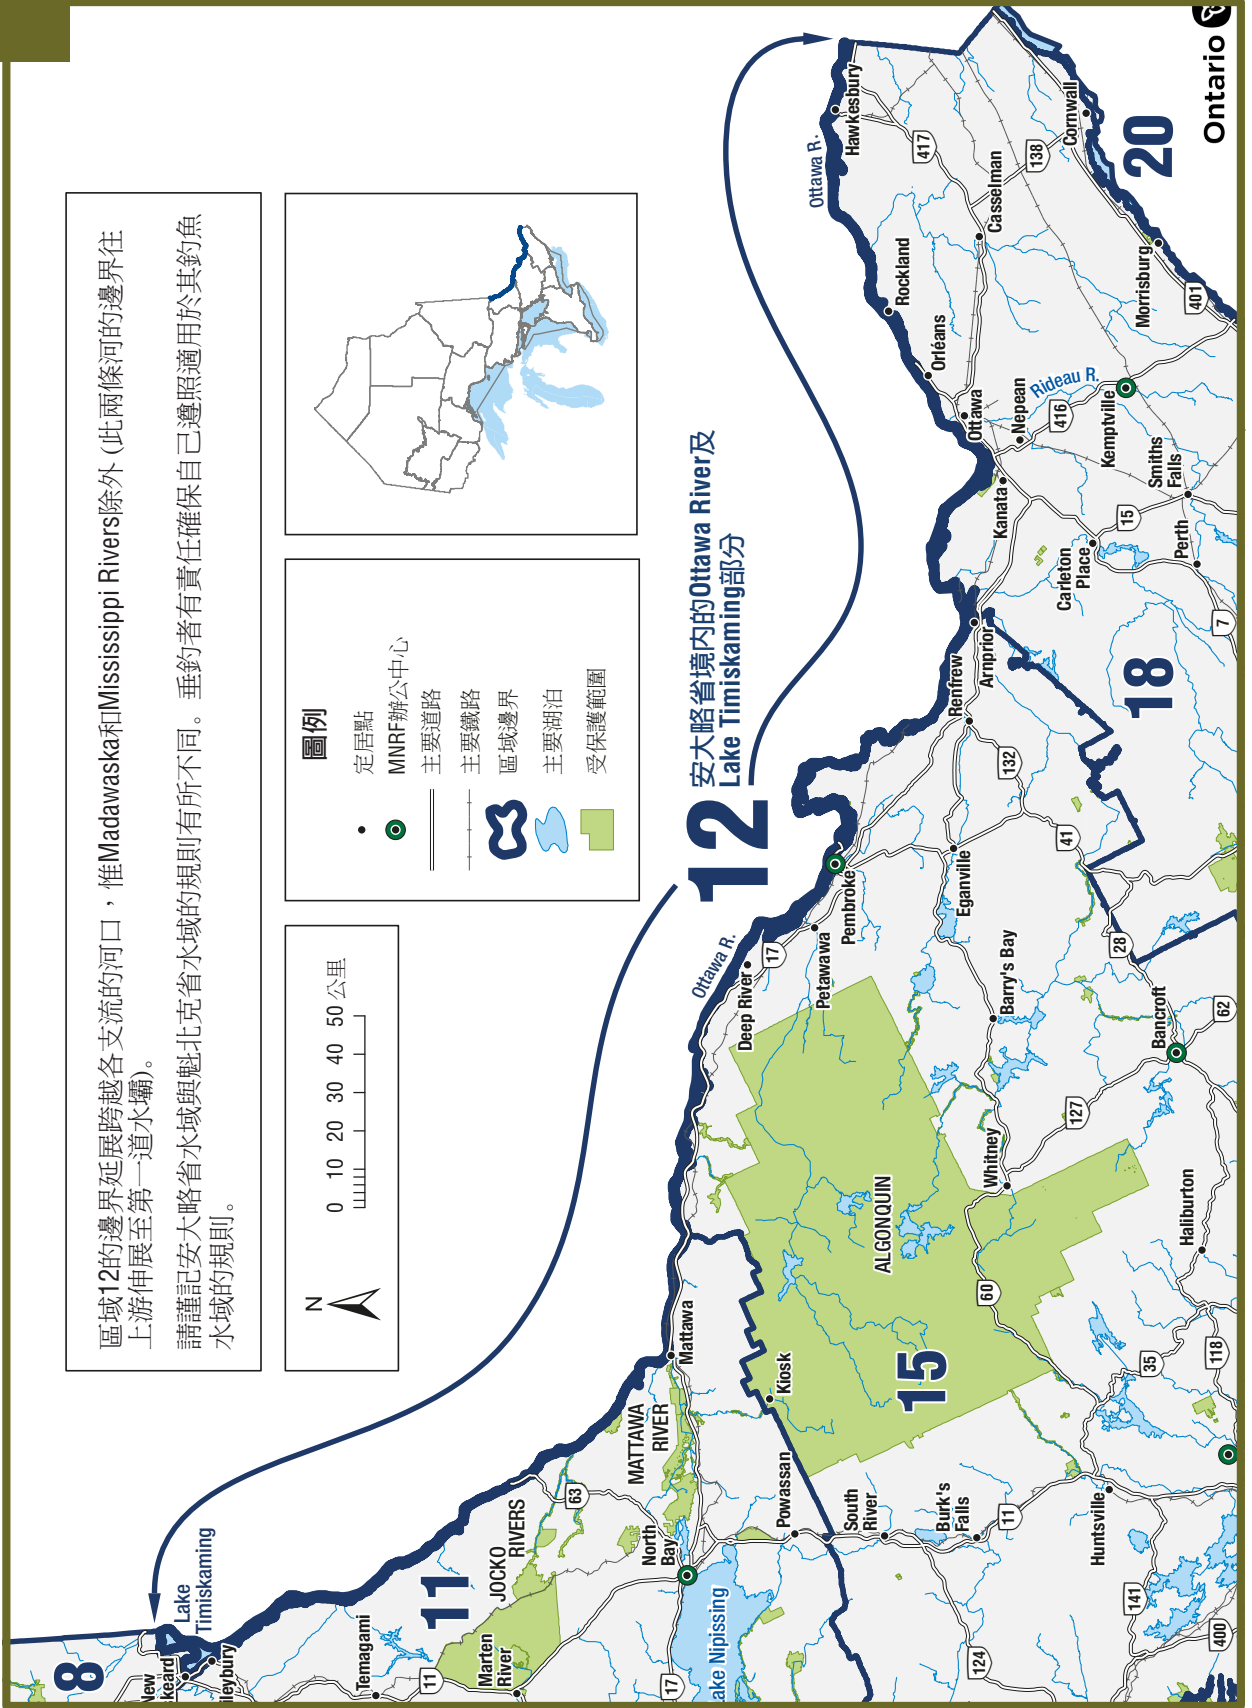 區域12的邊界延展跨越各支流的河口，惟Madawaska和Mississippi Rivers除外 (此兩條河的邊界往
上游伸展至第一道水壩)。
請謹記安大略省水域與魁北克省水域的規則有所不同。垂釣者有責任確保自己遵照適用於其釣魚
水域的規則。
N
0 10 20 30 40 50 公里
圖例
定居點
MNRF辦公中心
主要道路
主要鐵路
區域邊界
主要湖泊
受保護範圍
12
安大略省境内的Ottawa River及
Lake Timiskaming部分
8
Lake
Timiskaming
New
keard
ileybury
Temagami
11
11
Marten
River
JOCKO
RIVERS
63
17
ake Nipissing
North
Bay
MATTAWA
RIVER
Mattawa
Powassan
Kiosk
South
River
Burk's
Falls
11
124
Huntsville
141
400
15
ALGONQUIN
60
35
118
Haliburton
Whitney
127
Bancroft
62
28
Barry's Bay
Ottawa R.
Deep River
17
Petawawa
Pembroke
Eganville
41
132
Renfrew
Arnprior
18
Carleton
Place
7
Perth
15
Smiths
Falls
Kanata
Nepean
Ottawa
416
Rideau R.
Kemptville
Orléans
Rockland
Casselman
417
138
Ottawa R.
Hawkesbury
Cornwall
Morrisburg
401
20
Ontario